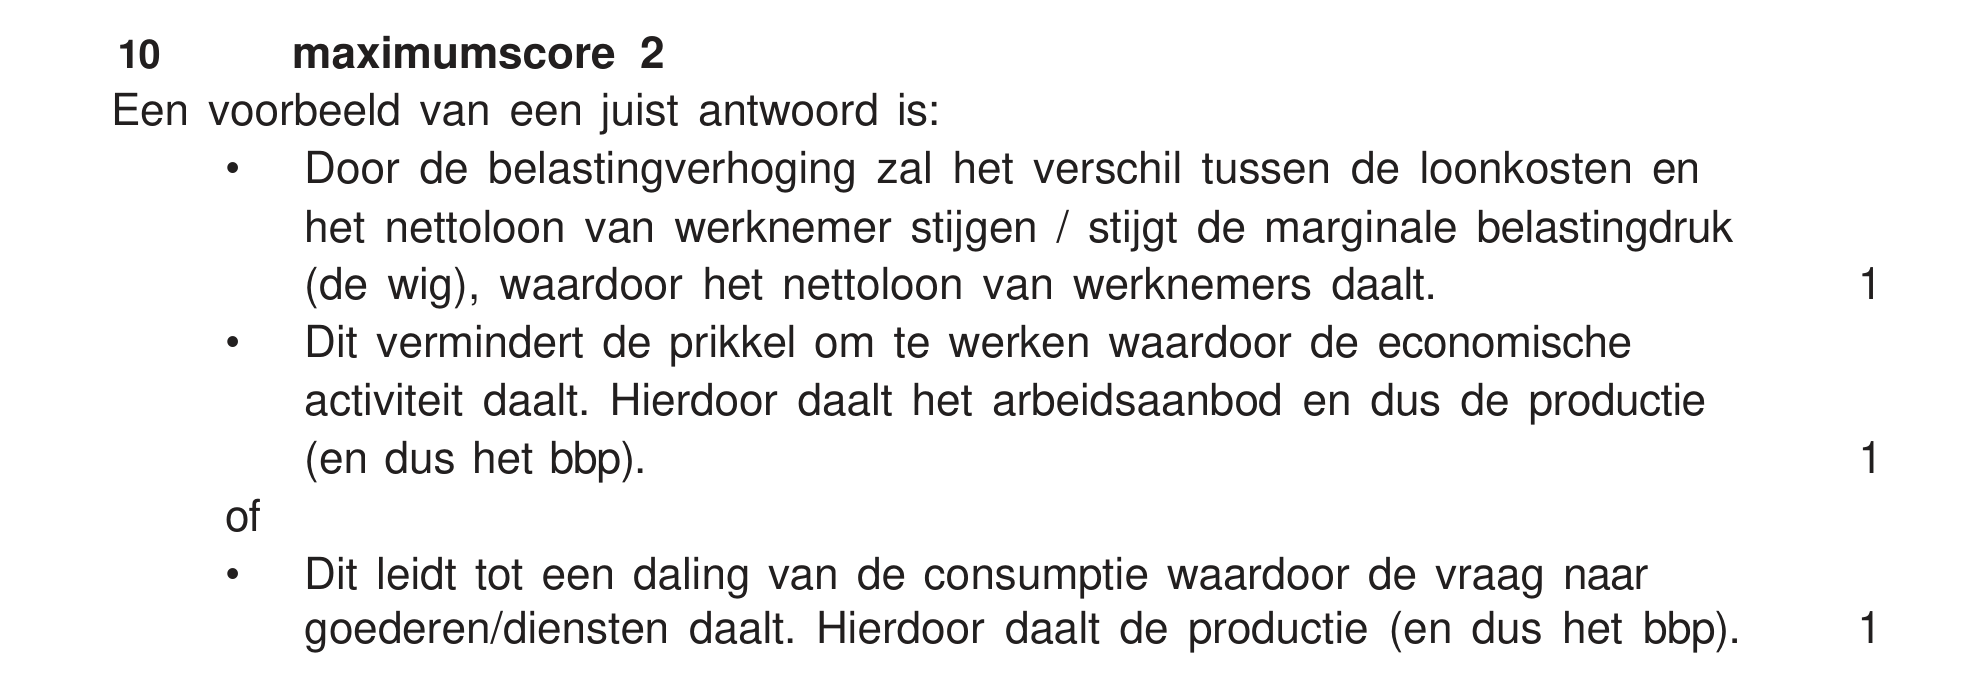 10 maximumscore 2
Een voorbeeld van een juist antwoord is:
• Door de belastingverhoging zal het verschil tussen de loonkosten en
het nettoloon van werknemer stijgen / stijgt de marginale belastingdruk
(de wig), waardoor het nettoloon van werknemers daalt. 1
• Dit vermindert de prikkel om te werken waardoor de economische
activiteit daalt. Hierdoor daalt het arbeidsaanbod en dus de productie
(en dus het bbp). 1
of
• Dit leidt tot een daling van de consumptie waardoor de vraag naar
goederen/diensten daalt. Hierdoor daalt de productie (en dus het bbp). 1